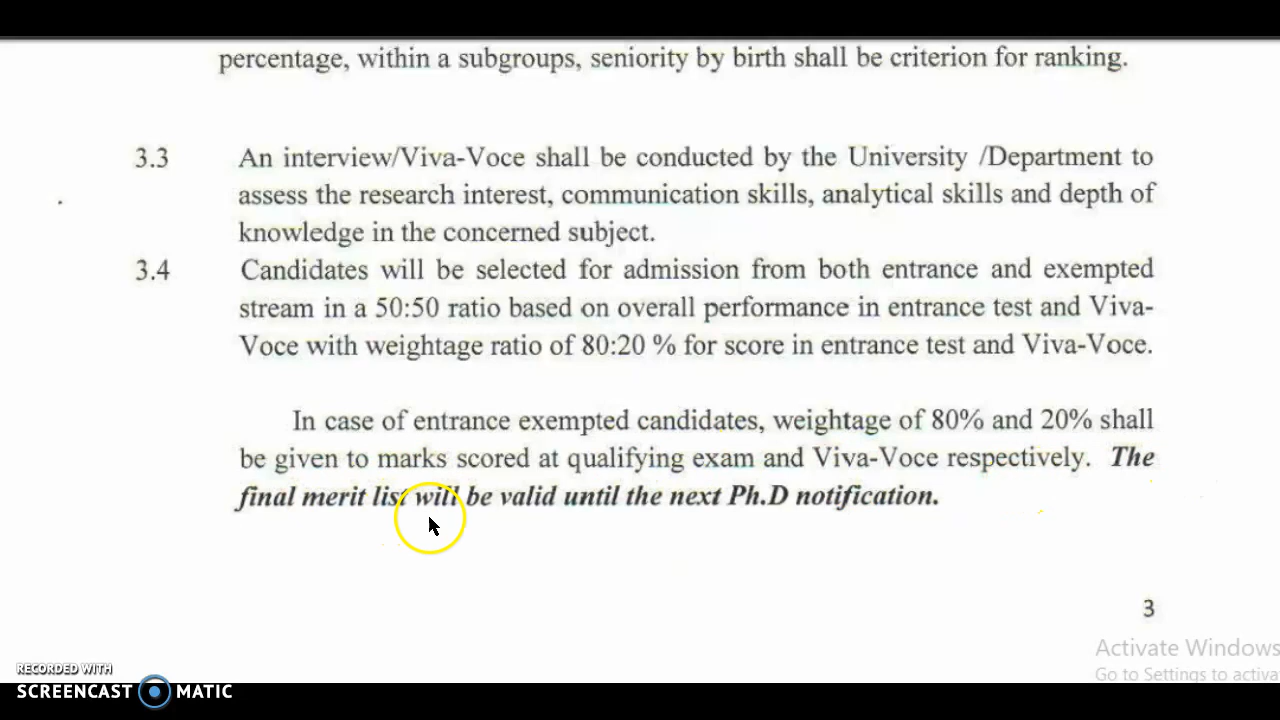 percentage, within a subgroups, seniority by birth shall be criterion for ranking.
3.3 An interview/Viva-Voce shall be conducted by the University /Department to
assess the research interest, communication skills, analytical skills and depth of
knowledge in the concerned subject.
3.4 Candidates will be selected for admission from both entrance and exempted
stream in a 50:50 ratio based on overall performance in entrance test and Viva-
Voce with weightage ratio of 80:20 % for score in entrance test and Viva-Voce.
In case of entrance exempted candidates, weightage of 80% and 20% shall
be given to marks scored at qualifying exam and Viva-Voce respectively. The
final merit list will be valid until the next Ph.D notification.
3
Activate Windows
Go to Settings to activa
RECORDED WITH
SCREENCAST MATIC